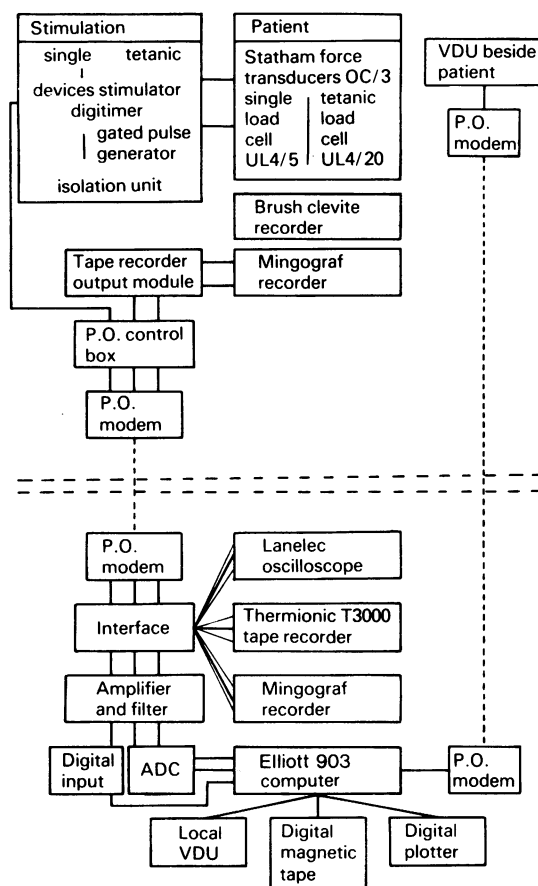 Stimulation
single tetanic
devices stimulator
digitimer
gated pulse
generator
isolation unit
Patient
Statham force
transducers OC/3
single tetanic
load load
cell cell
UL4/5 UL4/20
VDU beside
patient
P.O.
modem
Brush clevite
recorder
Tape recorder
output module
Mingograf
recorder
P.O. control
box
P.O.
modem
P.O.
modem
Lanelec
oscilloscope
Interface
Thermionic T3000
tape recorder
Amplifier
and filter
Mingograf
recorder
Digital
input
ADC
Elliott 903
computer
P.O.
modem
Local
VDU
Digital
magnetic
tape
Digital
plotter